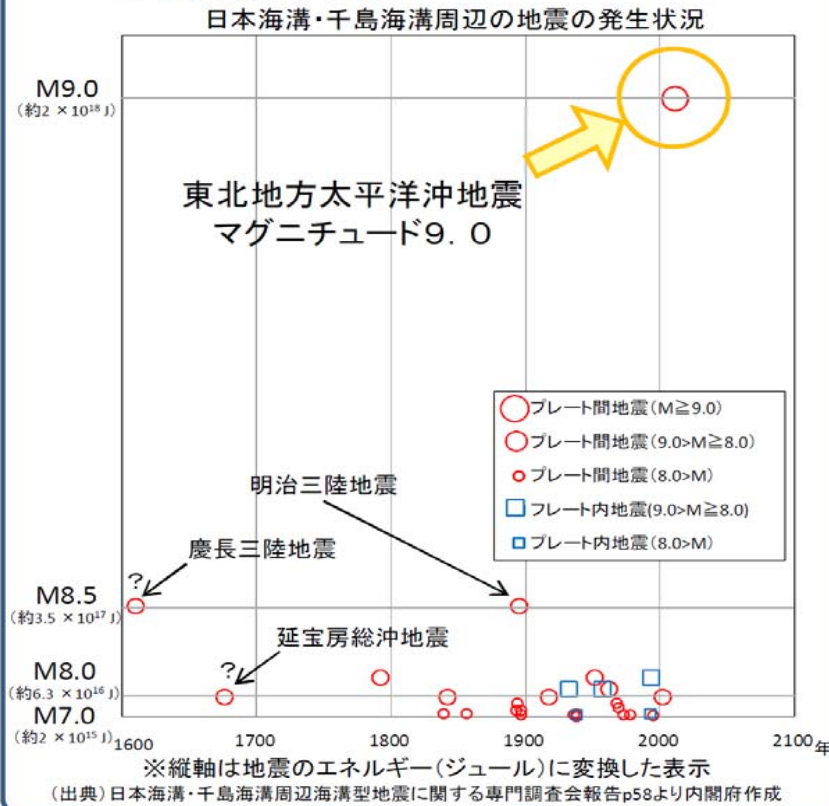 日本海溝・千島海溝周辺の地震の発生状況
M9.0
(約2 ×10¹⁸ J)
東北地方太平洋沖地震
マグニチュード9.0
プレート間地震(M≧9.0)
プレート間地震(9.0>M≧8.0)
プレート間地震(8.0>M)
フレート内地震(9.0>M≧8.0)
プレート内地震(8.0>M)
明治三陸地震
慶長三陸地震
?
M8.5
(約3.5 ×10¹⁷ J)
延宝房総沖地震
?
M8.0
(約6.3 ×10¹⁶ J)
M7.0
(約2 ×10¹⁵ J)
1600 1700 1800 1900 2000 2100 年
※縦軸は地震のエネルギー(ジュール)に変換した表示
(出典)日本海溝・千島海溝周辺海溝型地震に関する専門調査会報告p58より内閣府作成